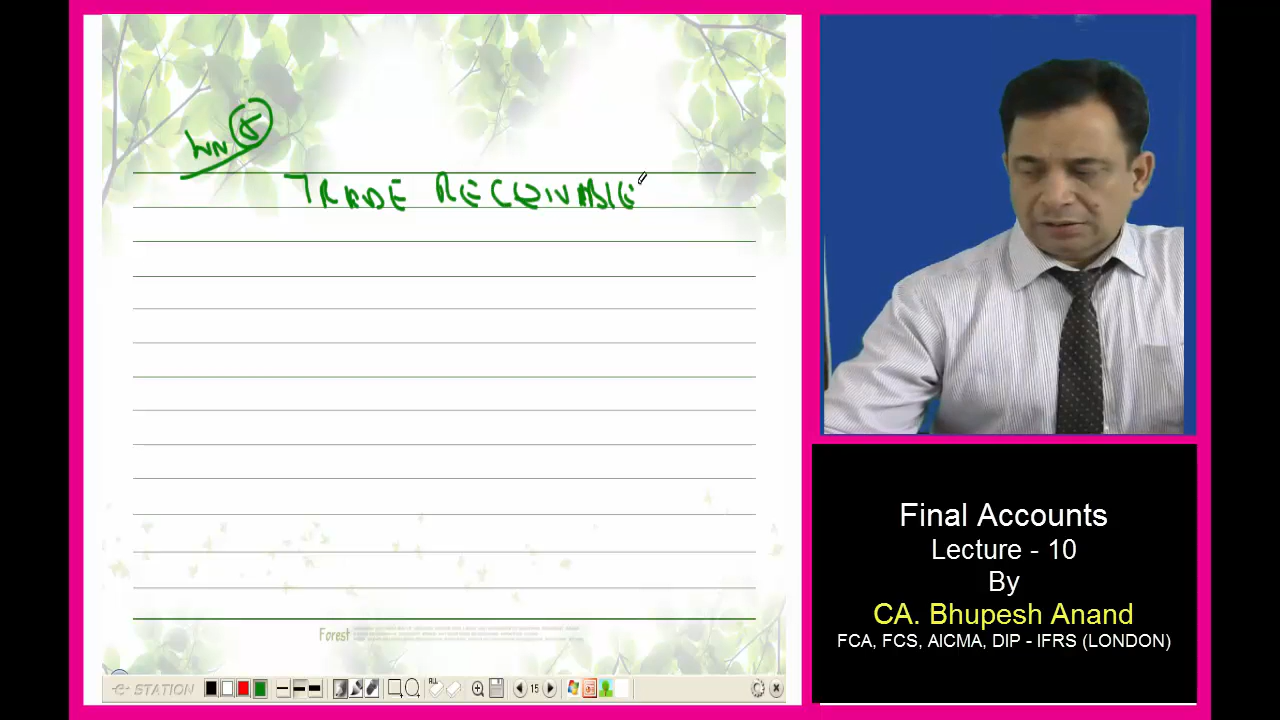 WN 5
TRADE RECEIVABLE
Forest
e-STATION
15
Final Accounts
Lecture - 10
By
CA. Bhupesh Anand
FCA, FCS, AICMA, DIP - IFRS (LONDON)